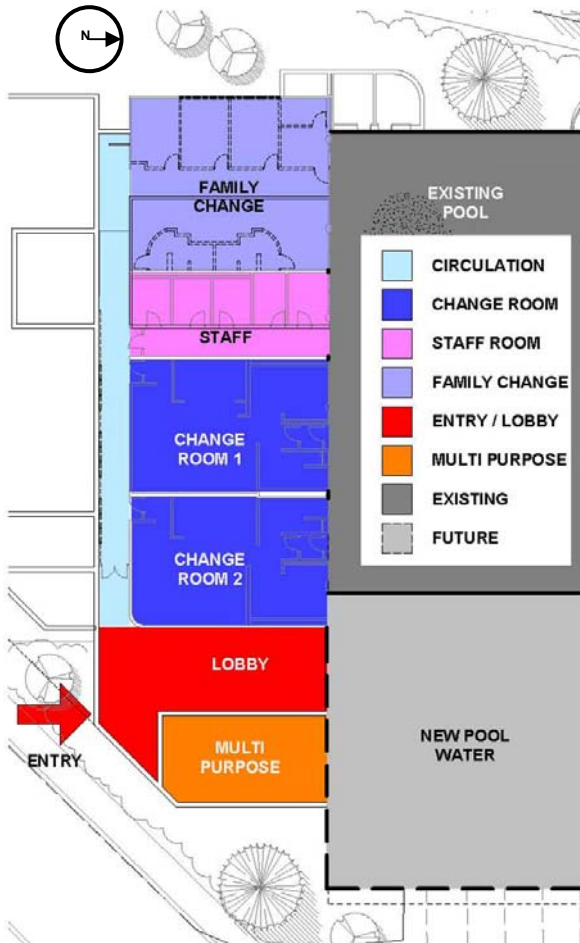 N
FAMILY
CHANGE
EXISTING
POOL
CIRCULATION
CHANGE ROOM
STAFF ROOM
FAMILY CHANGE
ENTRY / LOBBY
MULTI PURPOSE
EXISTING
FUTURE
STAFF
CHANGE
ROOM 1
CHANGE
ROOM 2
LOBBY
ENTRY
MULTI
PURPOSE
NEW POOL
WATER